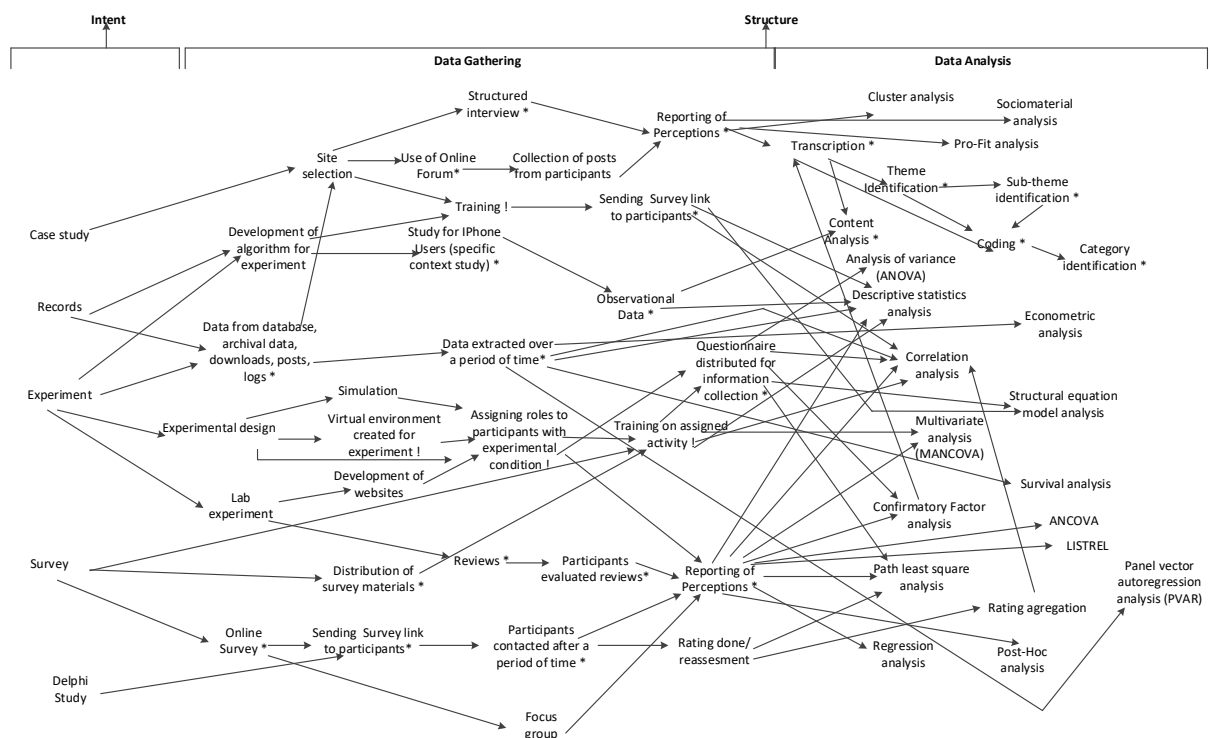 Intent
Structure
Data Gathering
Data Analysis
Structured
interview *
Reporting of
Perceptions *
Cluster analysis
Sociomaterial
analysis
Pro-Fit analysis
Transcription *
Site
selection
Use of Online
Forum*
Collection of posts
from participants
Theme
Identification *
Sub-theme
identification *
Training !
Sending Survey link
to participants*
Case study
Development of
algorithm for
experiment
Study for IPhone
Users (specific
context study) *
Content
Analysis *
Coding *
Category
identification *
Analysis of variance
(ANOVA)
Records
Observational
Data *
Descriptive statistics
analysis
Econometric
analysis
Data from database,
archival data,
downloads, posts,
logs *
Data extracted over
a period of time*
Questionnaire
distributed for
information
collection *
Correlation
analysis
Experiment
Simulation
Structural equation
model analysis
Experimental design
Virtual environment
created for
experiment !
Assigning roles to
participants with
experimental
condition !
Training on assigned
activity !
Multivariate
analysis
(MANCOVA)
Development of
websites
Survival analysis
Lab
experiment
Confirmatory Factor
analysis
ANCOVA
LISTREL
Survey
Distribution of
survey materials *
Reviews *
Participants
evaluated reviews*
Reporting of
Perceptions *
Path least square
analysis
Panel vector
autoregression
analysis (PVAR)
Rating agregation
Online
Survey *
Sending Survey link
to participants*
Participants
contacted after a
period of time *
Rating done/
reassesment
Regression
analysis
Post-Hoc
analysis
Delphi
Study
Focus
group